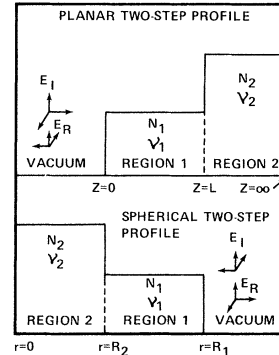 PLANAR TWO-STEP PROFILE
E_I
E_R
N_1
ν_1
N_2
ν_2
VACUUM REGION 1 REGION 2
Z=0 Z=L Z=∞
SPHERICAL TWO-STEP
PROFILE
N_2
ν_2
N_1
ν_1
E_I
E_R
REGION 2 REGION 1 VACUUM
r=0 r=R_2 r=R_1